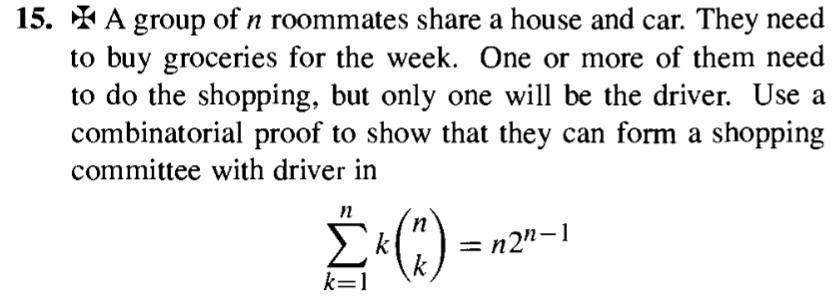 15. ✠ A group of n roommates share a house and car. They need
to buy groceries for the week. One or more of them need
to do the shopping, but only one will be the driver. Use a
combinatorial proof to show that they can form a shopping
committee with driver in
\sum_{k=1}^{n} k \binom{n}{k} = n2^{n-1}